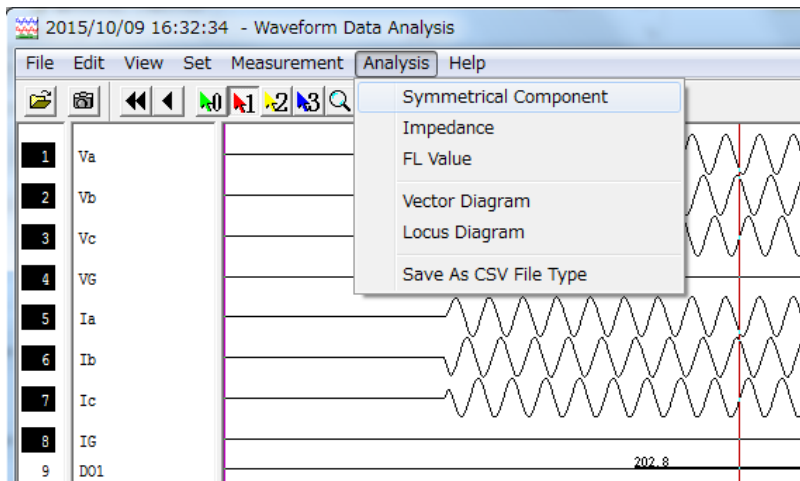 2015/10/09 16:32:34 - Waveform Data Analysis
File Edit View Set Measurement Analysis Help
0 1 2 3
Symmetrical Component
Impedance
FL Value
Vector Diagram
Locus Diagram
Save As CSV File Type
1 Va
2 Vb
3 Vc
4 VG
5 Ia
6 Ib
7 Ic
8 IG
9 DO1
202.8